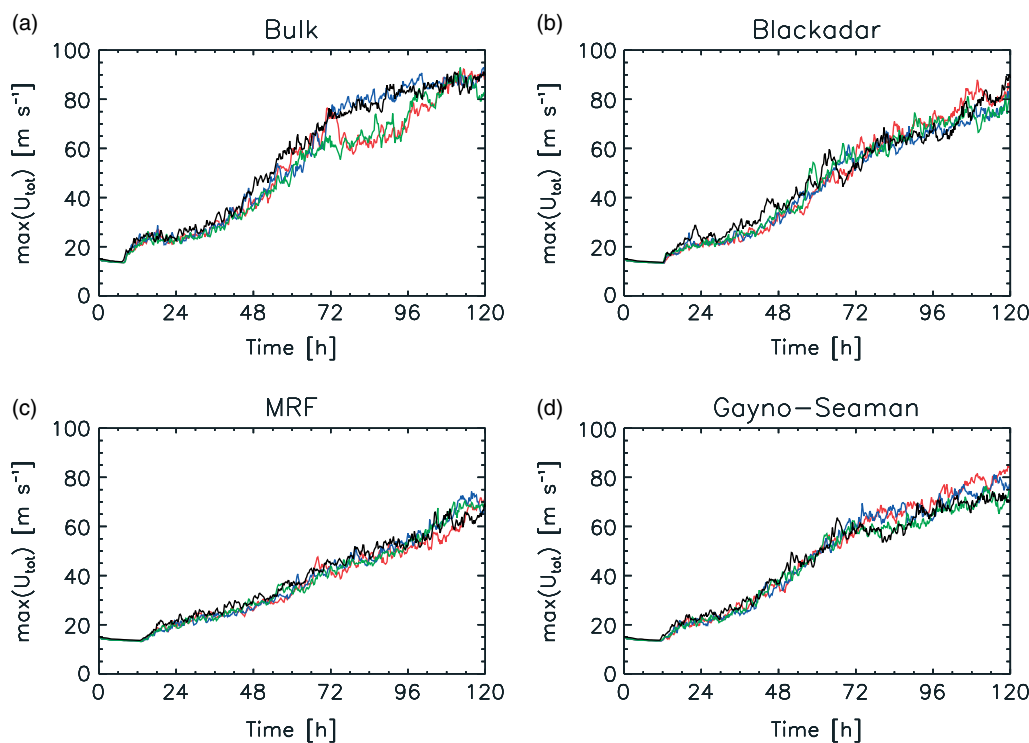 (a) Bulk
max(U_tot) [m s⁻¹]
100
80
60
40
20
0
0 24 48 72 96 120
Time [h]
(b) Blackadar
max(U_tot) [m s⁻¹]
100
80
60
40
20
0
0 24 48 72 96 120
Time [h]
(c) MRF
max(U_tot) [m s⁻¹]
100
80
60
40
20
0
0 24 48 72 96 120
Time [h]
(d) Gayno-Seaman
max(U_tot) [m s⁻¹]
100
80
60
40
20
0
0 24 48 72 96 120
Time [h]